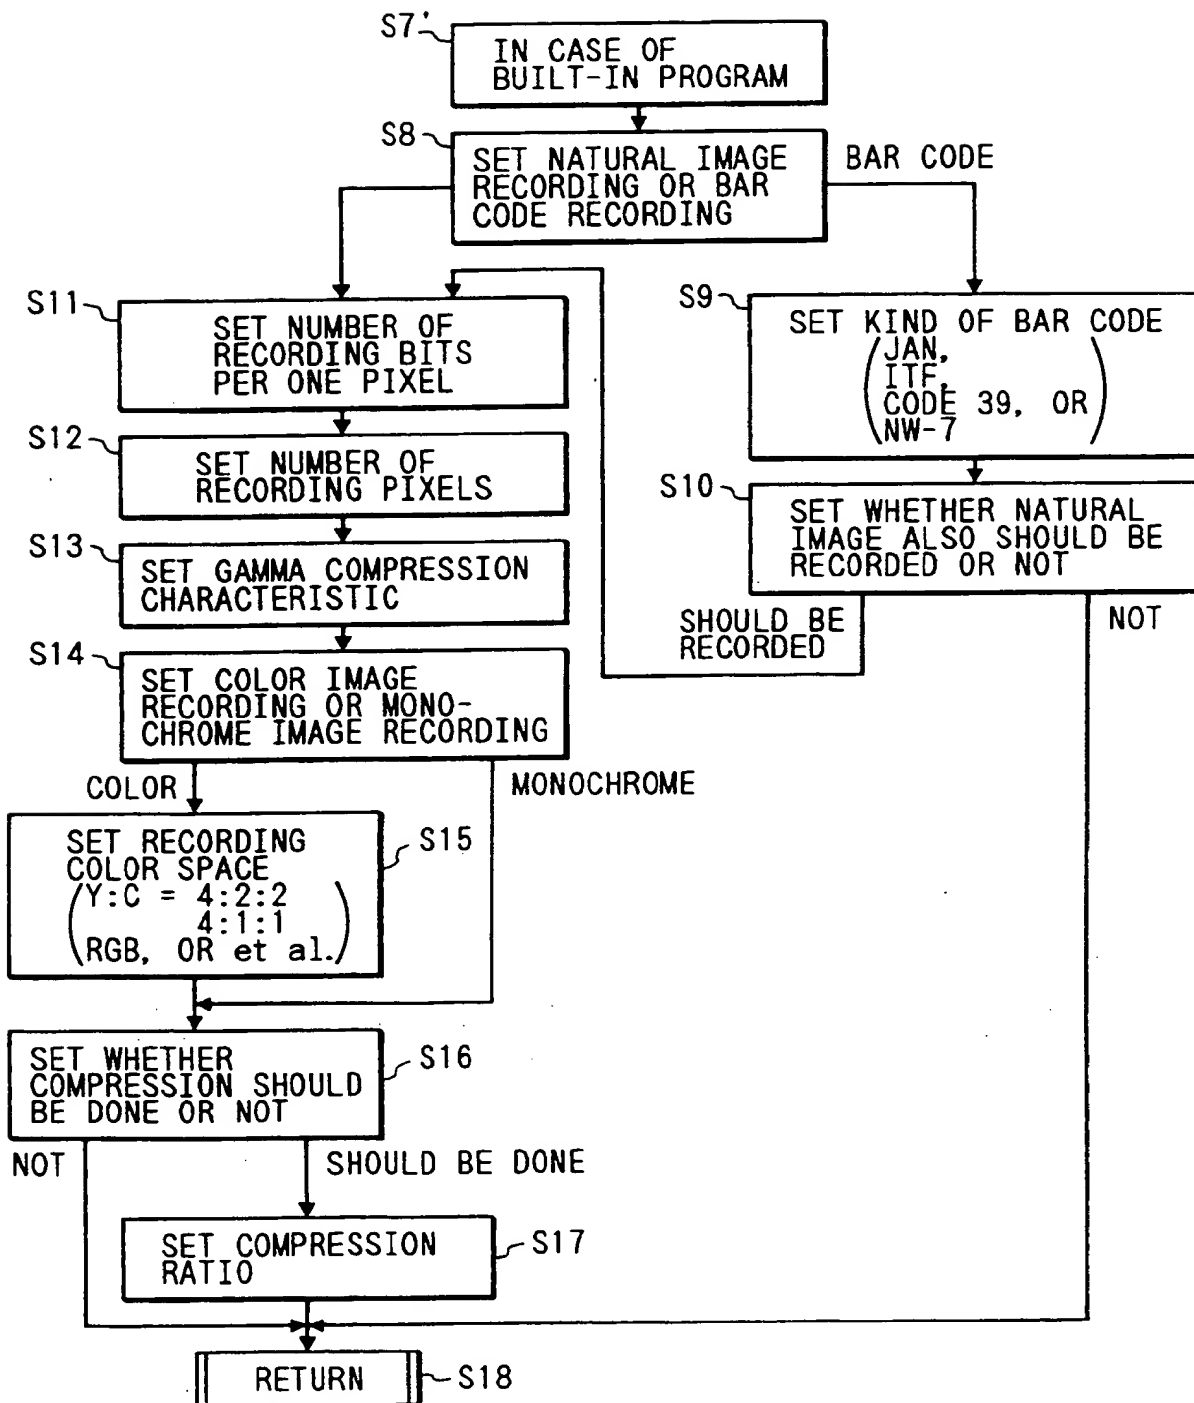 S7'
IN CASE OF
BUILT-IN PROGRAM
S8
SET NATURAL IMAGE
RECORDING OR BAR
CODE RECORDING
BAR CODE
S11
SET NUMBER OF
RECORDING BITS
PER ONE PIXEL
S9
SET KIND OF BAR CODE
JAN,
ITF,
CODE 39, OR
NW-7
S12
SET NUMBER OF
RECORDING PIXELS
S10
SET WHETHER NATURAL
IMAGE ALSO SHOULD BE
RECORDED OR NOT
SHOULD BE
RECORDED
NOT
S13
SET GAMMA COMPRESSION
CHARACTERISTIC
S14
SET COLOR IMAGE
RECORDING OR MONO-
CHROME IMAGE RECORDING
COLOR
MONOCHROME
SET RECORDING
COLOR SPACE
(Y:C = 4:2:2
4:1:1
RGB, OR et al.)
S15
SET WHETHER
COMPRESSION SHOULD
BE DONE OR NOT
S16
NOT
SHOULD BE DONE
SET COMPRESSION
RATIO
S17
RETURN
S18